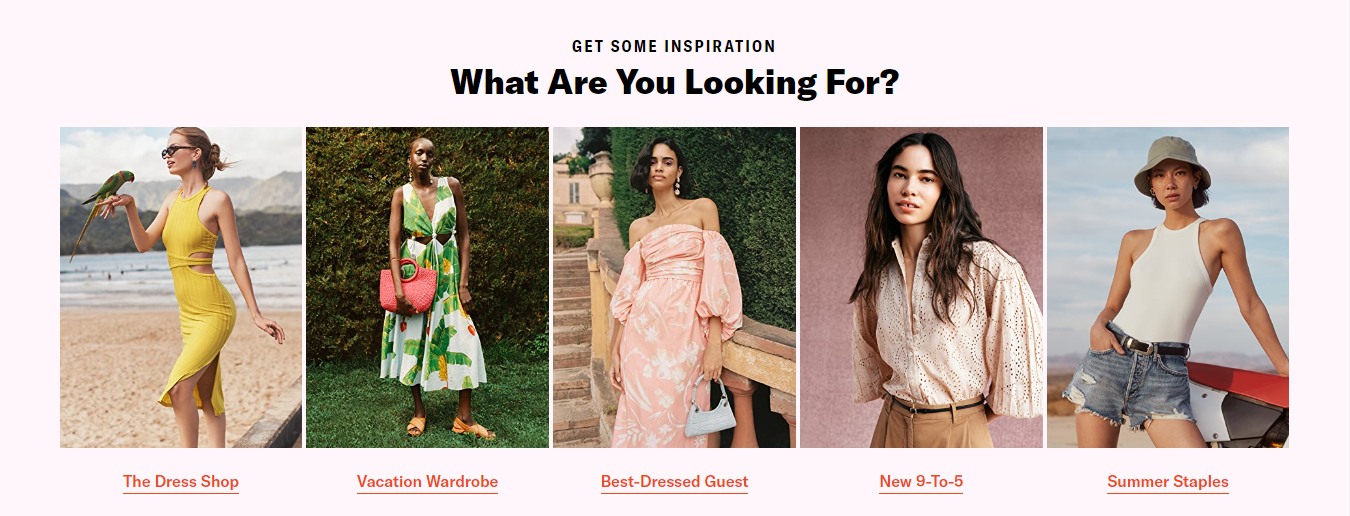 GET SOME INSPIRATION
What Are You Looking For?
The Dress Shop
Vacation Wardrobe
Best-Dressed Guest
New 9-To-5
Summer Staples